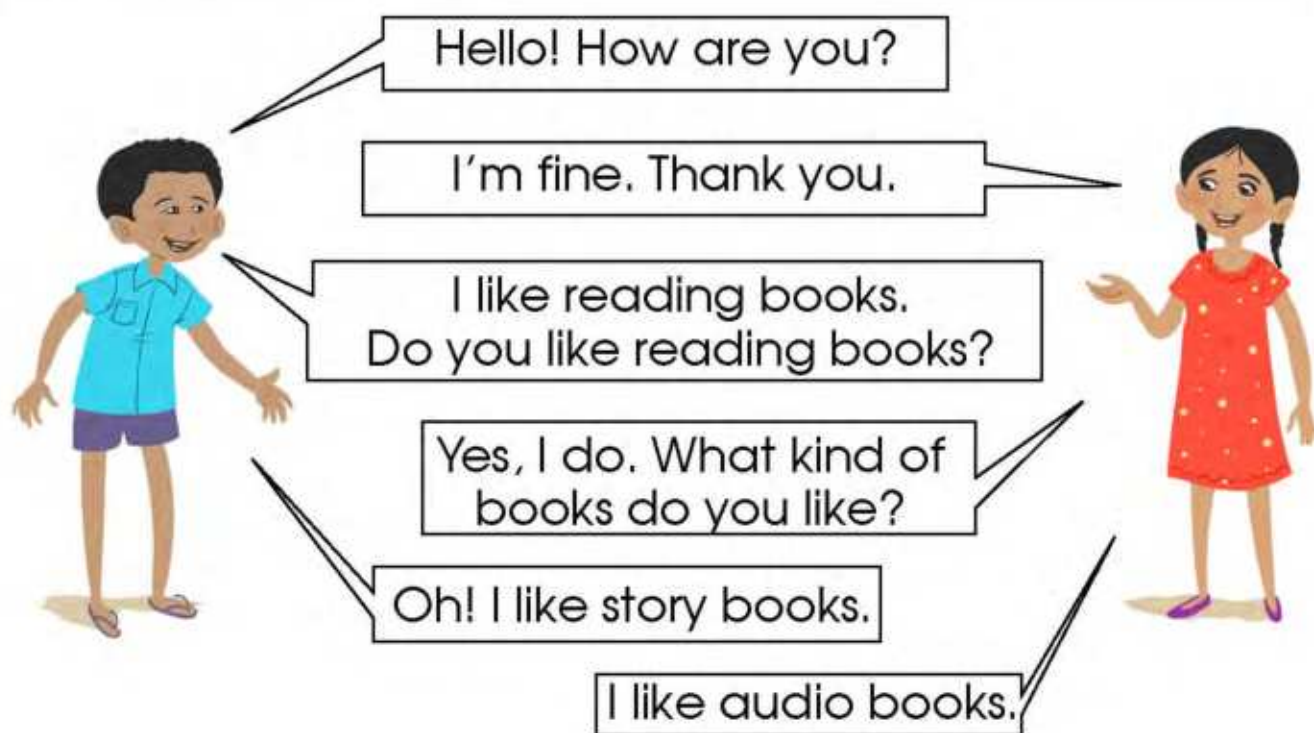 Hello! How are you?
I'm fine. Thank you.
I like reading books.
Do you like reading books?
Yes, I do. What kind of
books do you like?
Oh! I like story books.
I like audio books.